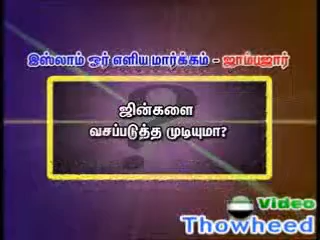 இஸ்லாம் ஓர் எளிய மார்க்கம் - ஜாம்பஜார்
ஜின்களை
வசப்படுத்த முடியுமா?
Video
Thowheed